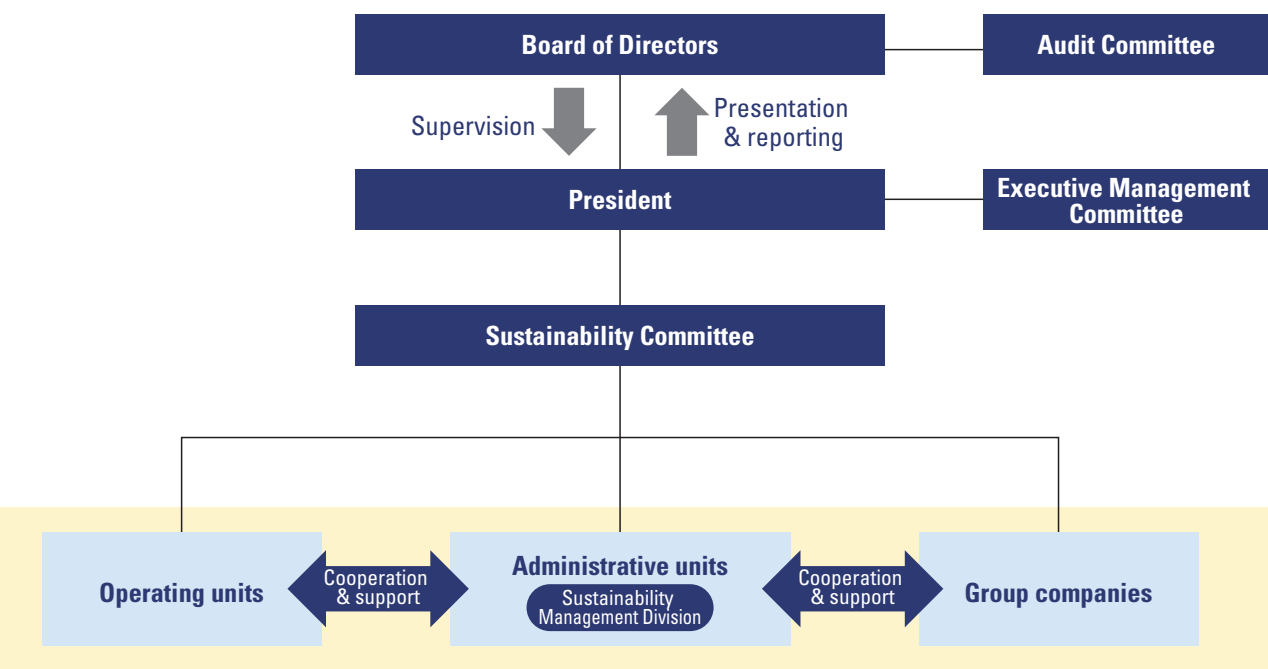 Board of Directors
Audit Committee
Supervision
Presentation
& reporting
President
Executive Management
Committee
Sustainability Committee
Operating units
Cooperation
& support
Administrative units
Sustainability
Management Division
Cooperation
& support
Group companies